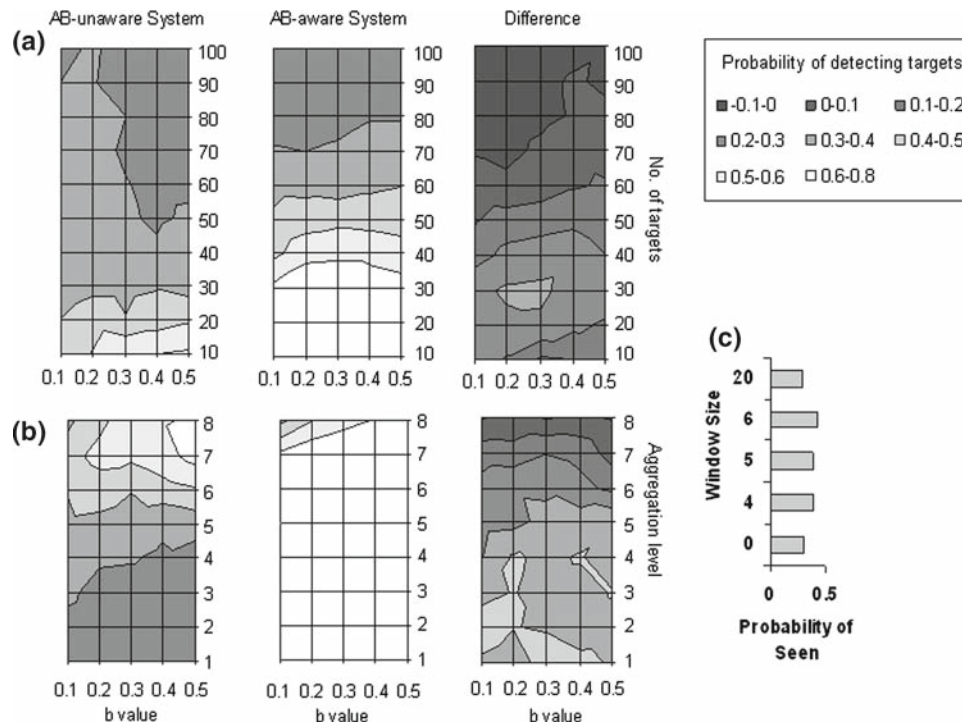 AB-unaware System AB-aware System Difference
(a)
100
90
80
70
60
50
40
30
20
10
0.1 0.2 0.3 0.4 0.5
100
90
80
70
60
50
40
30
20
10
0.1 0.2 0.3 0.4 0.5
100
90
80
70
60
50
40
30
20
10
0.1 0.2 0.3 0.4 0.5
No. of targets
Probability of detecting targets
-0.1-0 0-0.1 0.1-0.2
0.2-0.3 0.3-0.4 0.4-0.5
0.5-0.6 0.6-0.8
(b)
8
7
6
5
4
3
2
1
0.1 0.2 0.3 0.4 0.5
b value
8
7
6
5
4
3
2
1
0.1 0.2 0.3 0.4 0.5
b value
8
7
6
5
4
3
2
1
0.1 0.2 0.3 0.4 0.5
b value
Aggregation level
(c)
Window Size
20
6
5
4
0
0 0.5
Probability of
Seen